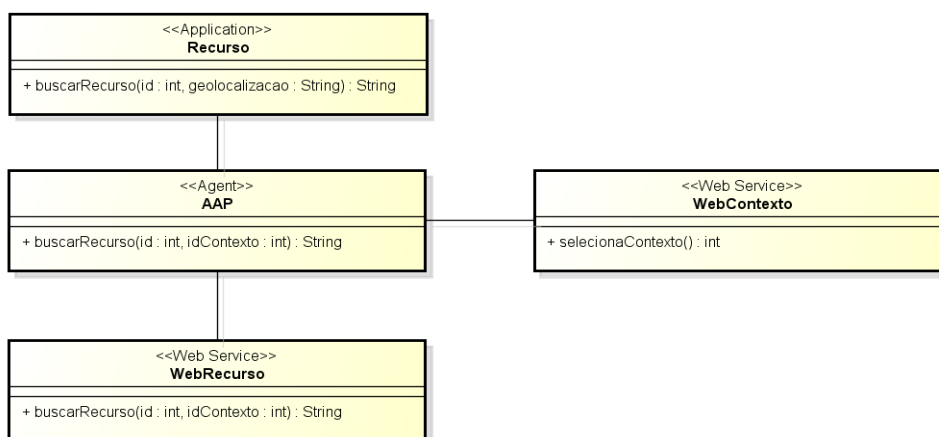 <<Application>>
Recurso
+ buscarRecurso(id : int, geolocalizacao : String) : String
<<Agent>>
AAP
+ buscarRecurso(id : int, idContexto : int) : String
<<Web Service>>
WebContexto
+ selecionaContexto() : int
<<Web Service>>
WebRecurso
+ buscarRecurso(id : int, idContexto : int) : String